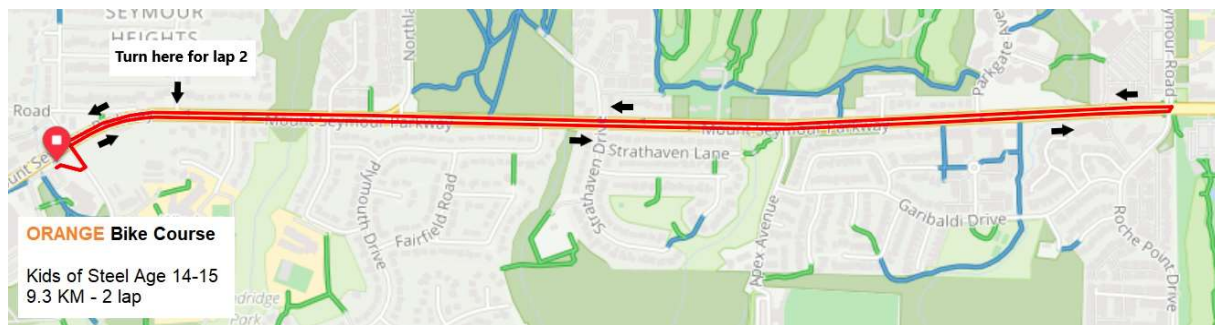 SEYMOUR
HEIGHTS
Turn here for lap 2
Road
Mount Seymour Parkway
Mount Seymour Parkway
Strathaven Drive
Strathaven Lane
Parkgate Ave
Seymour Road
Plymouth Drive
Fairfield Road
Apex Avenue
Garibaldi Drive
Roche Point Drive
Park
ORANGE Bike Course
Kids of Steel Age 14-15
9.3 KM - 2 lap